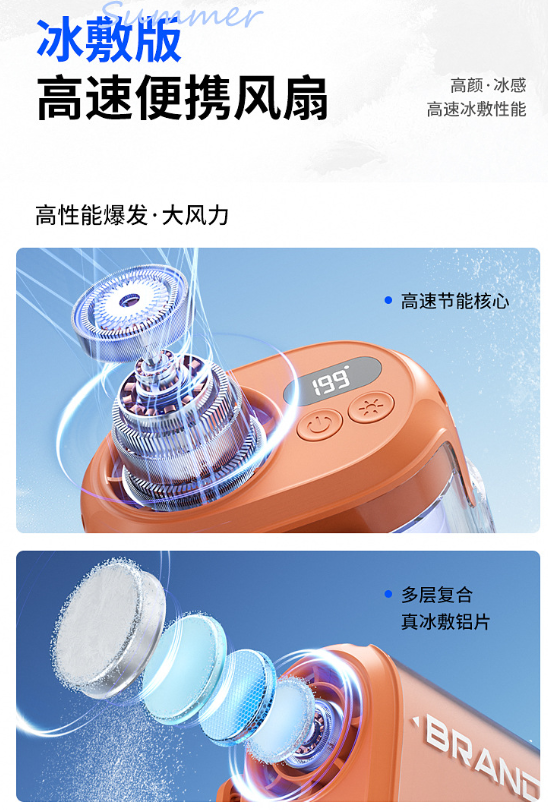 Summer
冰敷版
高速便携风扇
高颜·冰感
高速冰敷性能
高性能爆发·大风力
高速节能核心
199
多层复合
真冰敷铝片
BRAND